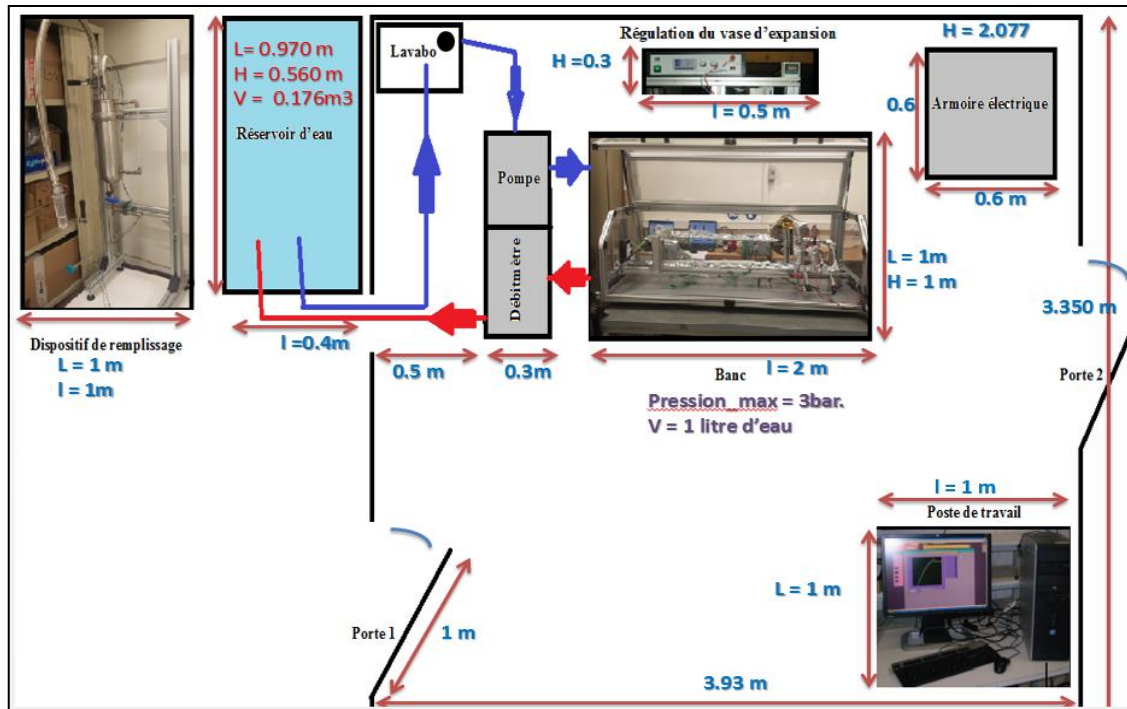 L= 0.970 m
H = 0.560 m
V = 0.176m3
Réservoir d'eau
l =0.4m
Dispositif de remplissage
L = 1 m
l = 1m
Lavabo
Pompe
Débitmètre
0.5 m
0.3m
Régulation du vase d'expansion
H =0.3
l = 0.5 m
H = 2.077
0.6
Armoire électrique
0.6 m
L = 1m
H = 1 m
Banc
l = 2 m
Pression_max = 3bar.
V = 1 litre d'eau
3.350 m
Porte 2
l = 1 m
Poste de travail
L = 1 m
Porte 1
1 m
3.93 m